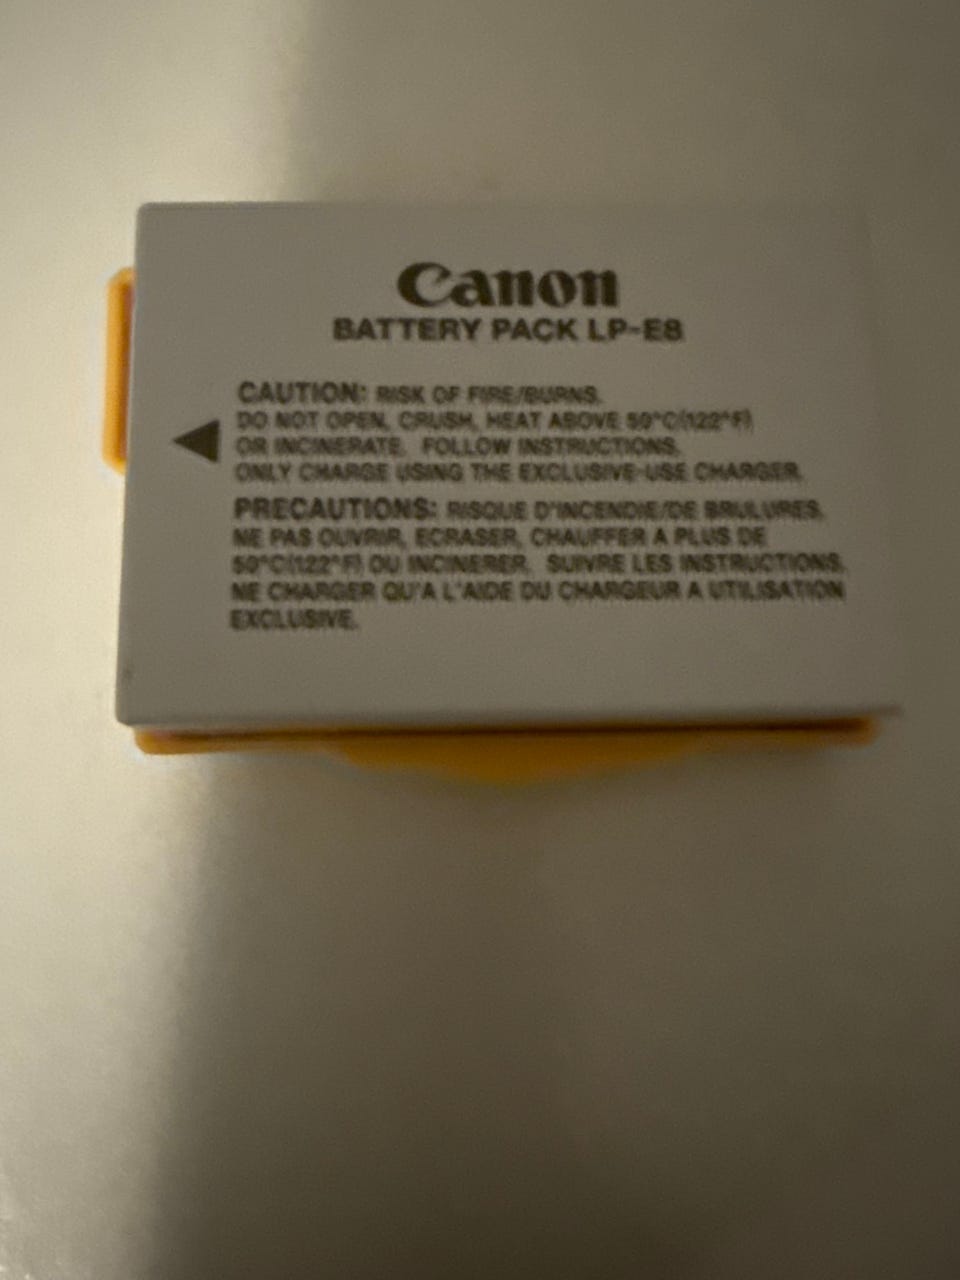 Canon
BATTERY PACK LP-E8
CAUTION: RISK OF FIRE/BURNS.
DO NOT OPEN, CRUSH, HEAT ABOVE 50°C(122°F)
OR INCINERATE. FOLLOW INSTRUCTIONS.
ONLY CHARGE USING THE EXCLUSIVE-USE CHARGER.
PRECAUTIONS: RISQUE D'INCENDIE/DE BRULURES.
NE PAS OUVRIR, ECRASER, CHAUFFER A PLUS DE
50°C(122°F) OU INCINERER. SUIVRE LES INSTRUCTIONS.
NE CHARGER QU'A L'AIDE DU CHARGEUR A UTILISATION
EXCLUSIVE.